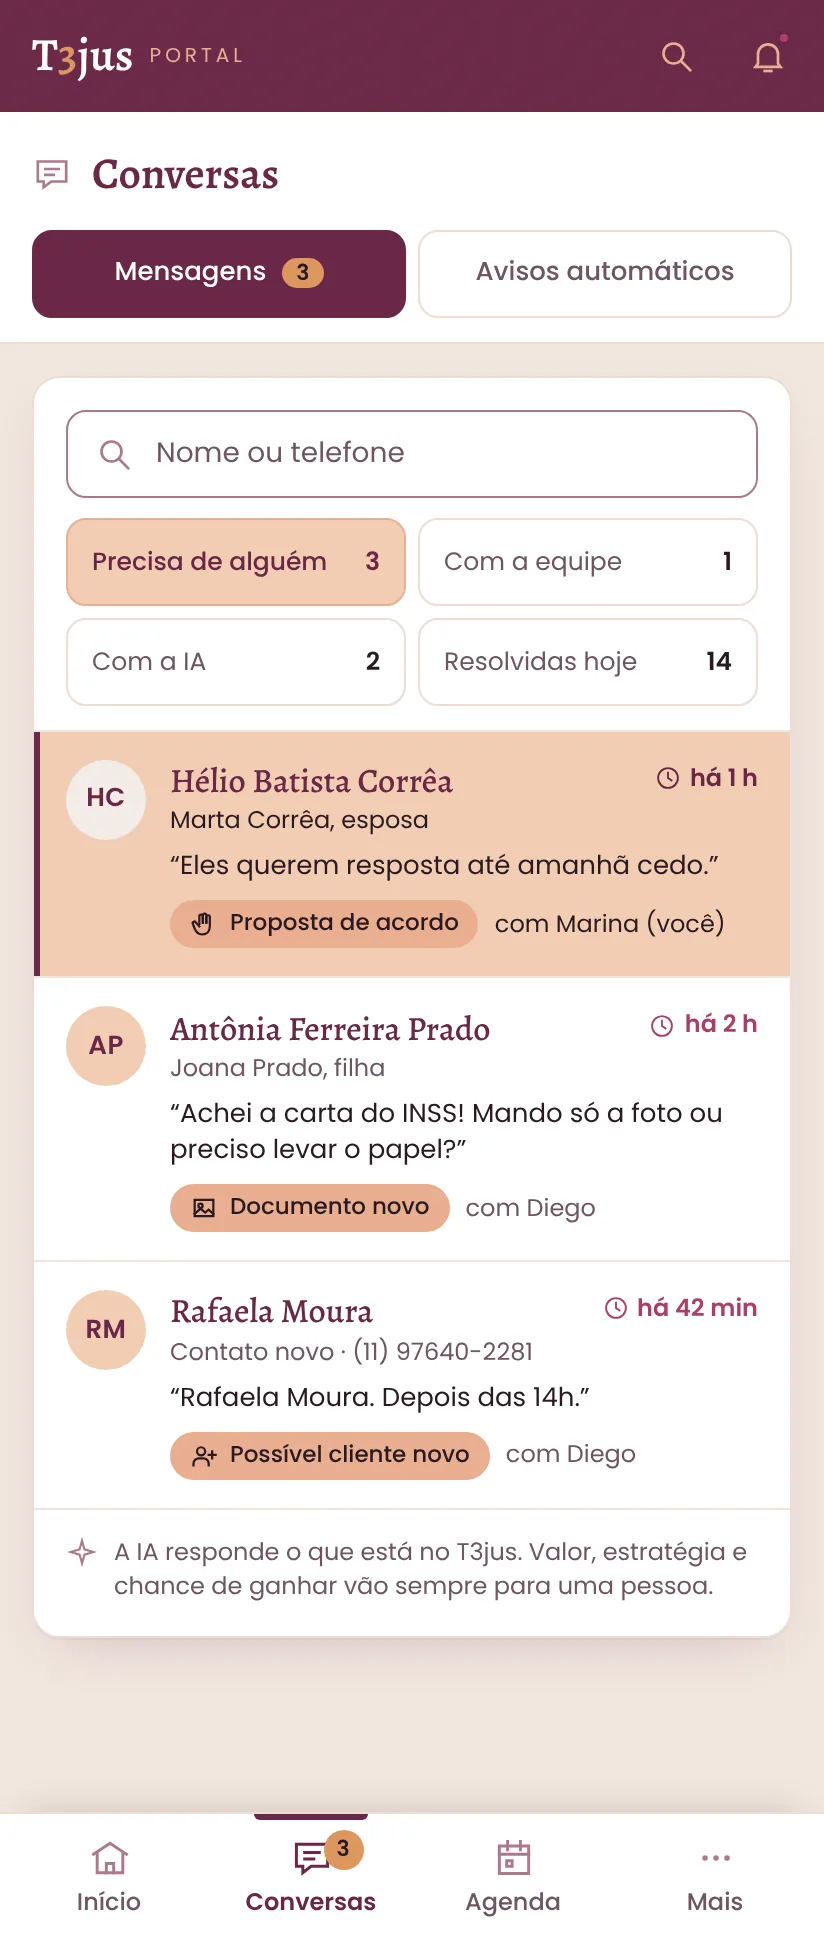 T3jus PORTAL
Conversas
Mensagens 3
Avisos automáticos
Nome ou telefone
Precisa de alguém 3
Com a equipe 1
Com a IA 2
Resolvidas hoje 14
HC
Hélio Batista Corrêa
há 1 h
Marta Corrêa, esposa
“Eles querem resposta até amanhã cedo.”
Proposta de acordo
com Marina (você)
AP
Antônia Ferreira Prado
há 2 h
Joana Prado, filha
“Achei a carta do INSS! Mando só a foto ou
preciso levar o papel?”
Documento novo
com Diego
RM
Rafaela Moura
há 42 min
Contato novo · (11) 97640-2281
“Rafaela Moura. Depois das 14h.”
Possível cliente novo
com Diego
A IA responde o que está no T3jus. Valor, estratégia e
chance de ganhar vão sempre para uma pessoa.
Início
3
Conversas
Agenda
Mais